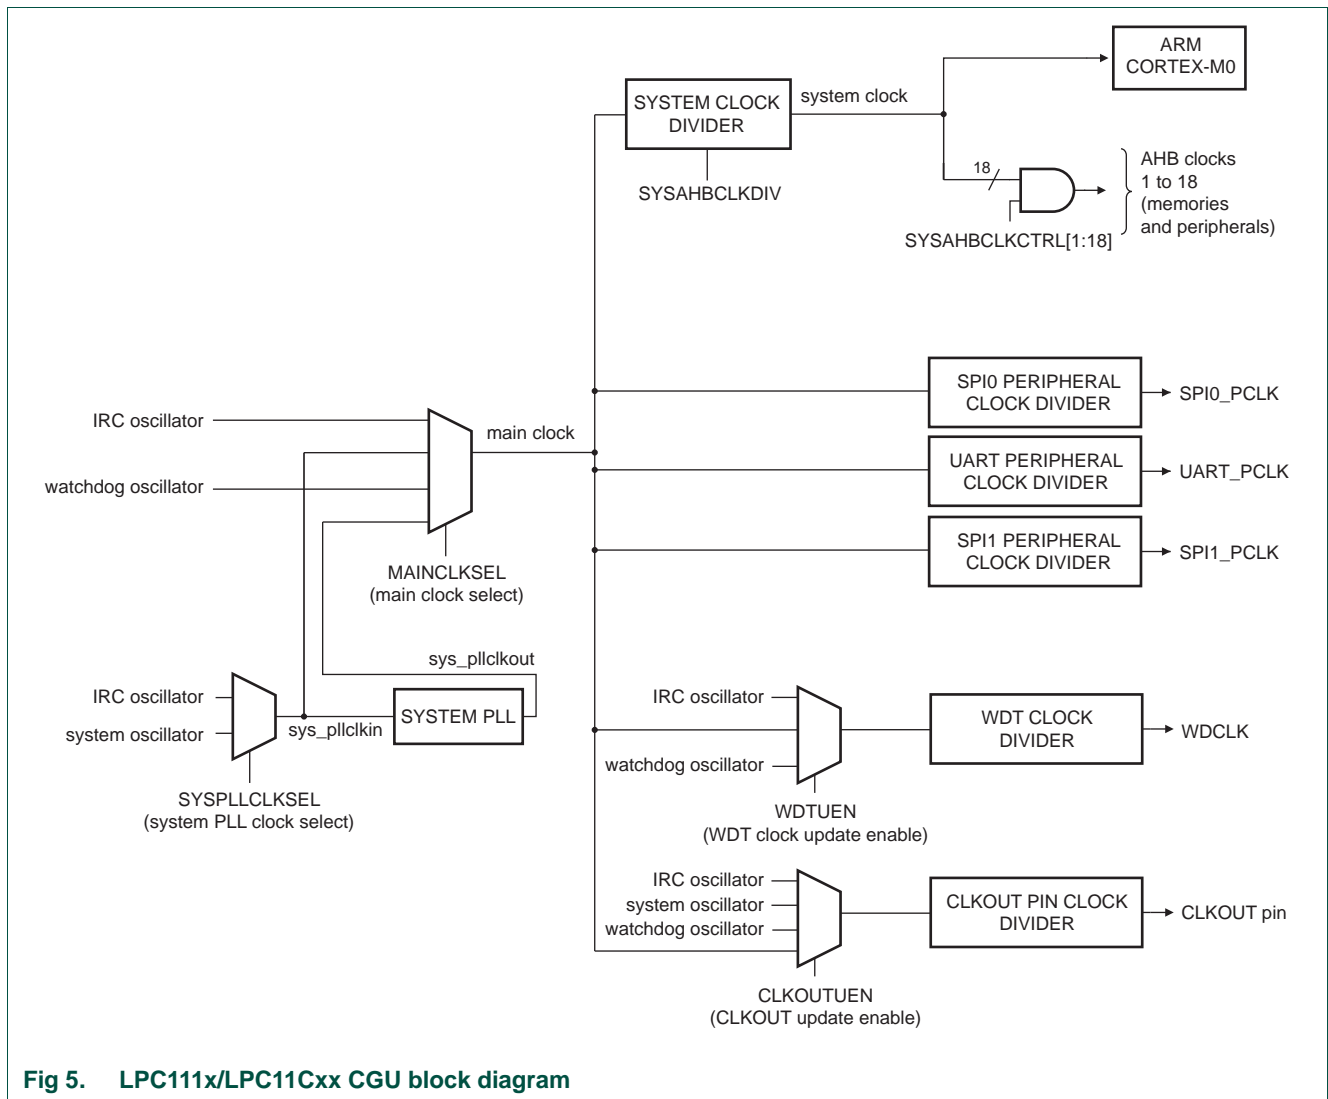 ARM
CORTEX-M0
SYSTEM CLOCK
DIVIDER
system clock
SYSAHBCLKDIV
18
AHB clocks
1 to 18
(memories
and peripherals)
SYSAHBCLKCTRL[1:18]
IRC oscillator
watchdog oscillator
main clock
MAINCLKSEL
(main clock select)
SPI0 PERIPHERAL
CLOCK DIVIDER
SPI0_PCLK
UART PERIPHERAL
CLOCK DIVIDER
UART_PCLK
SPI1 PERIPHERAL
CLOCK DIVIDER
SPI1_PCLK
sys_pllclkout
IRC oscillator
system oscillator
sys_pllclkin
SYSTEM PLL
SYSPLLCLKSEL
(system PLL clock select)
IRC oscillator
watchdog oscillator
WDT CLOCK
DIVIDER
WDCLK
WDTUEN
(WDT clock update enable)
IRC oscillator
system oscillator
watchdog oscillator
CLKOUT PIN CLOCK
DIVIDER
CLKOUT pin
CLKOUTUEN
(CLKOUT update enable)
Fig 5. LPC111x/LPC11Cxx CGU block diagram